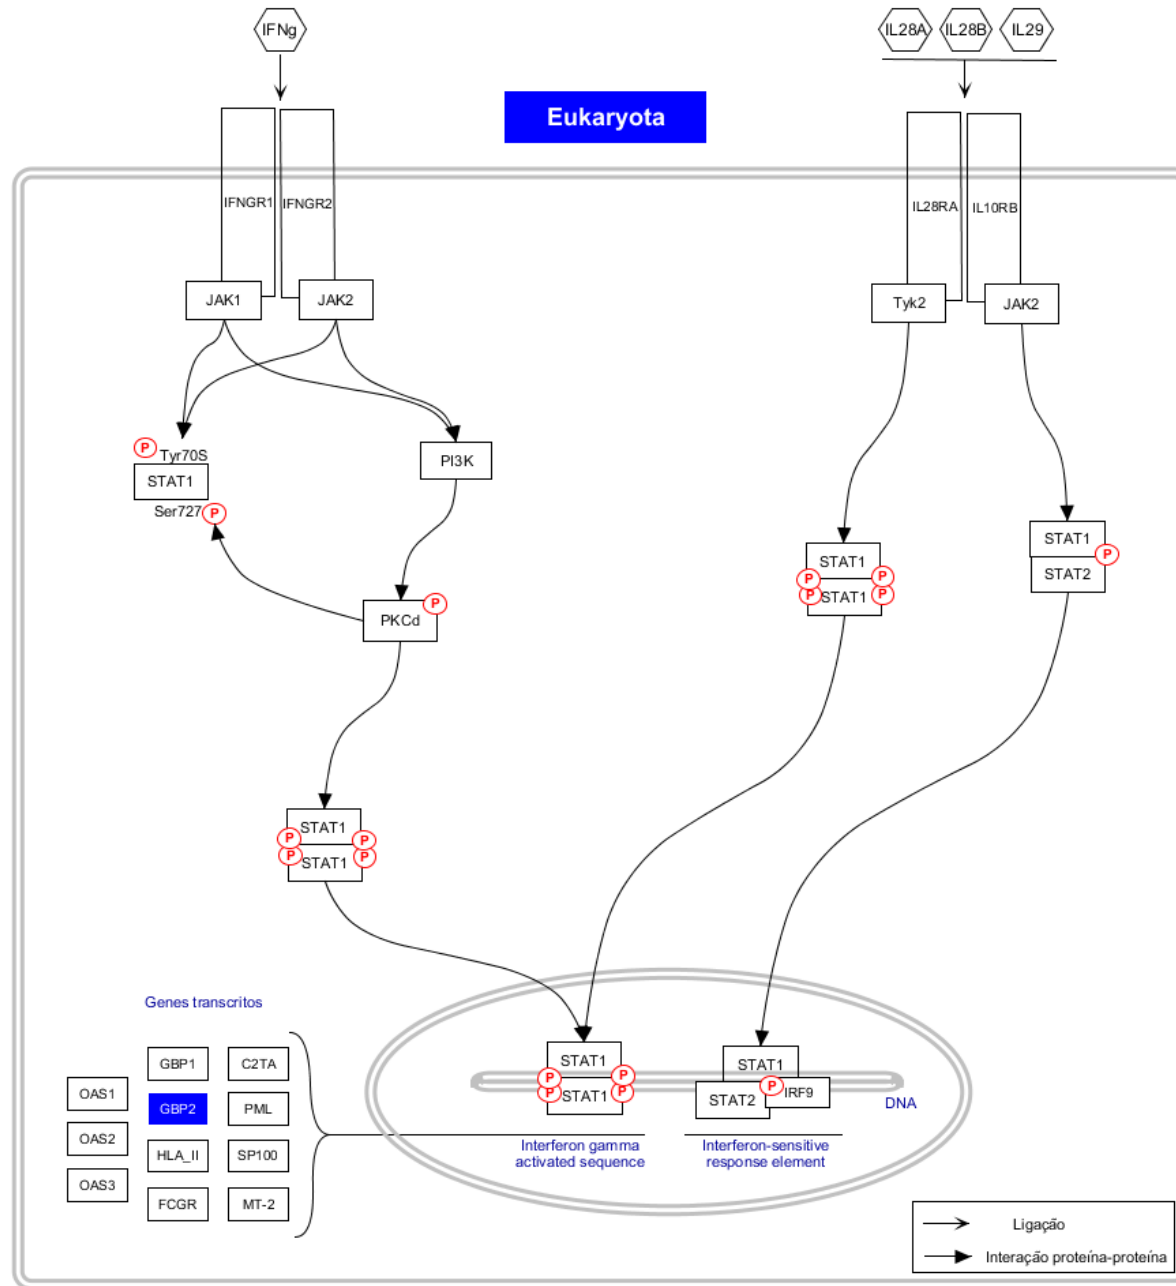 IFNg
IL28A
IL28B
IL29
Eukaryota
IFNGR1
IFNGR2
IL28RA
IL10RB
JAK1
JAK2
Tyk2
JAK2
P
Tyr70S
STAT1
Ser727
P
PI3K
STAT1
P
STAT2
STAT1
P
P
P
STAT1
P
PKCd
P
STAT1
P
P
P
STAT1
P
Genes transcritos
GBP1
C2TA
OAS1
GBP2
PML
OAS2
HLA_II
SP100
OAS3
FCGR
MT-2
STAT1
P
P
P
STAT1
P
STAT1
P
STAT2
IRF9
DNA
Interferon gamma
activated sequence
Interferon-sensitive
response element
Ligação
Interação proteína-proteína